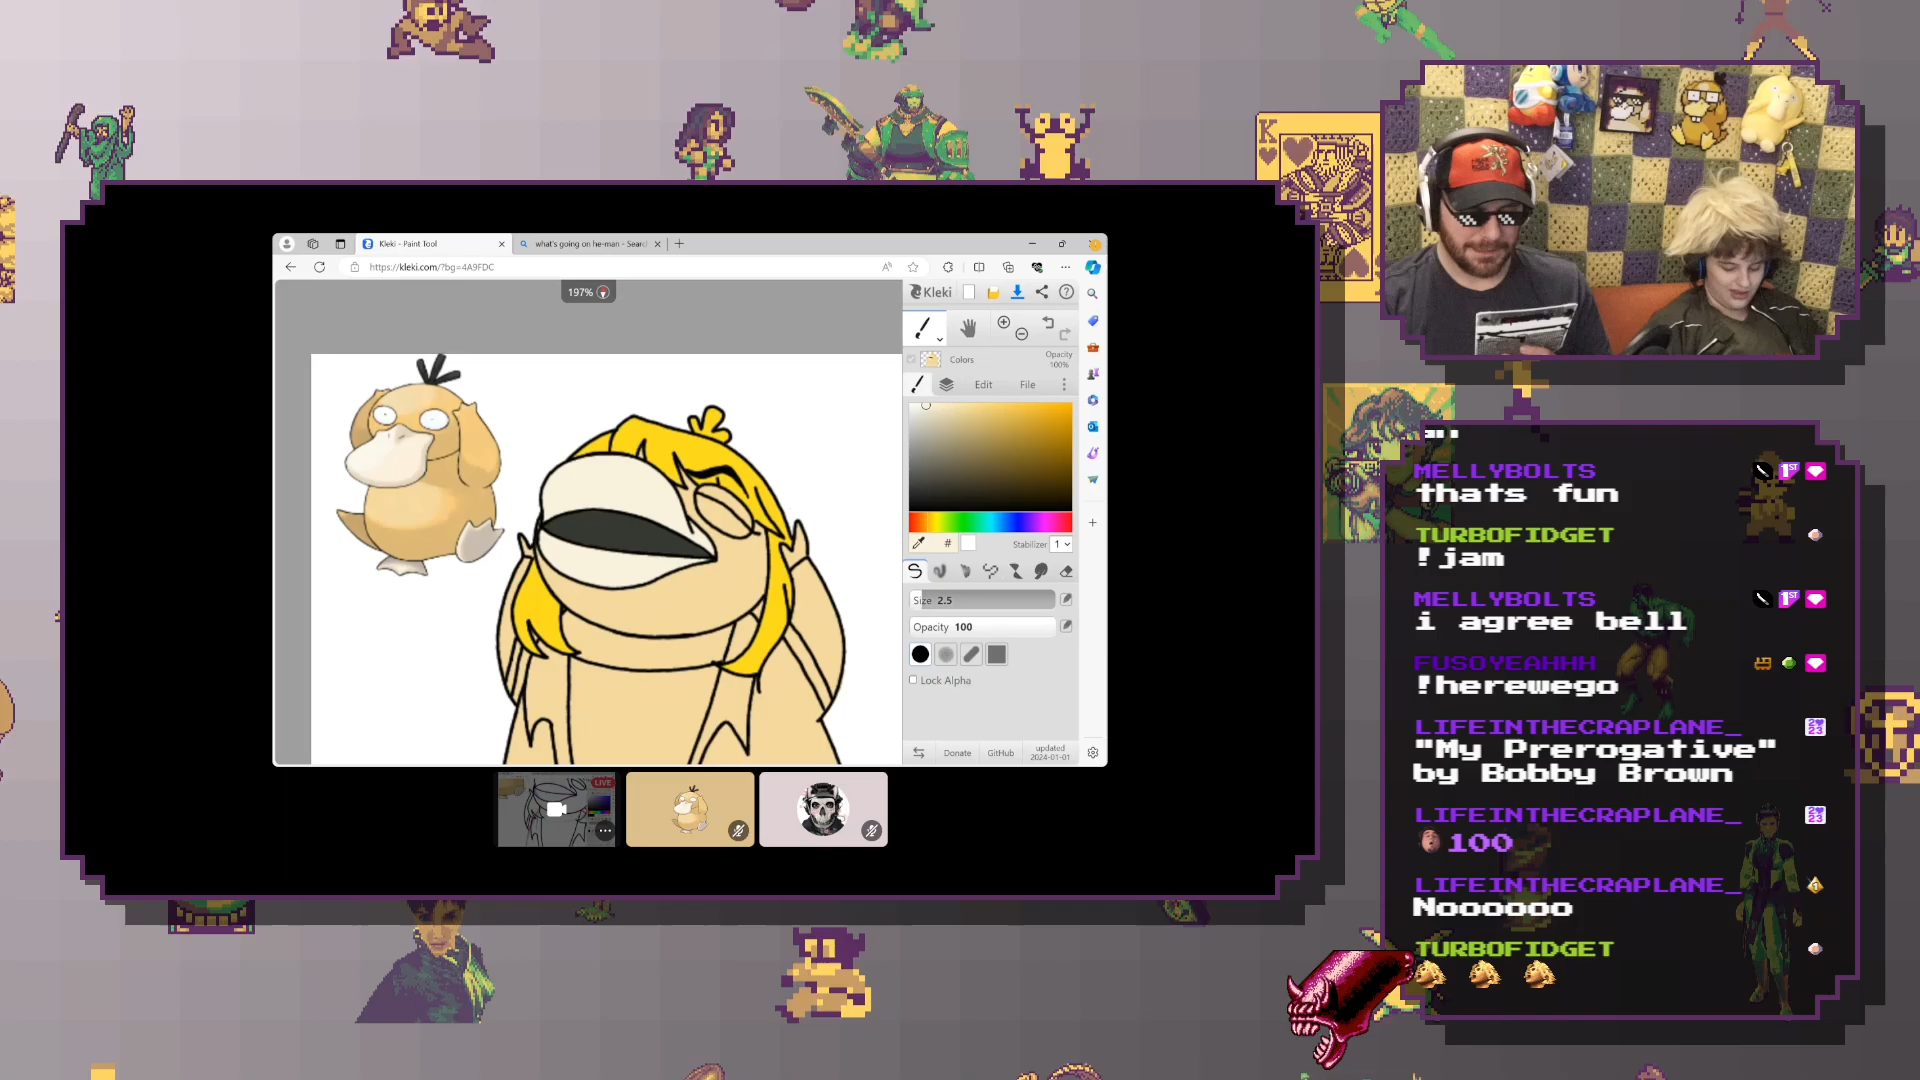 Kleki - Paint Tool
what's going on he-man - Searc
https://kleki.com/?bg=4A9FDC
197%
Kleki
Colors
Opacity
100%
Edit
File
#
Stabilizer
1
Size 2.5
Opacity 100
Lock Alpha
Donate
GitHub
updated
2024-01-01
LIVE
K
MELLYBOLTS
thats fun
TURBOFIDGET
!jam
MELLYBOLTS
i agree bell
FUSOYEAHHH
!herewego
LIFEINTHECRAPLANE_
"My Prerogative"
by Bobby Brown
LIFEINTHECRAPLANE_
100
LIFEINTHECRAPLANE_
Noooooo
TURBOFIDGET